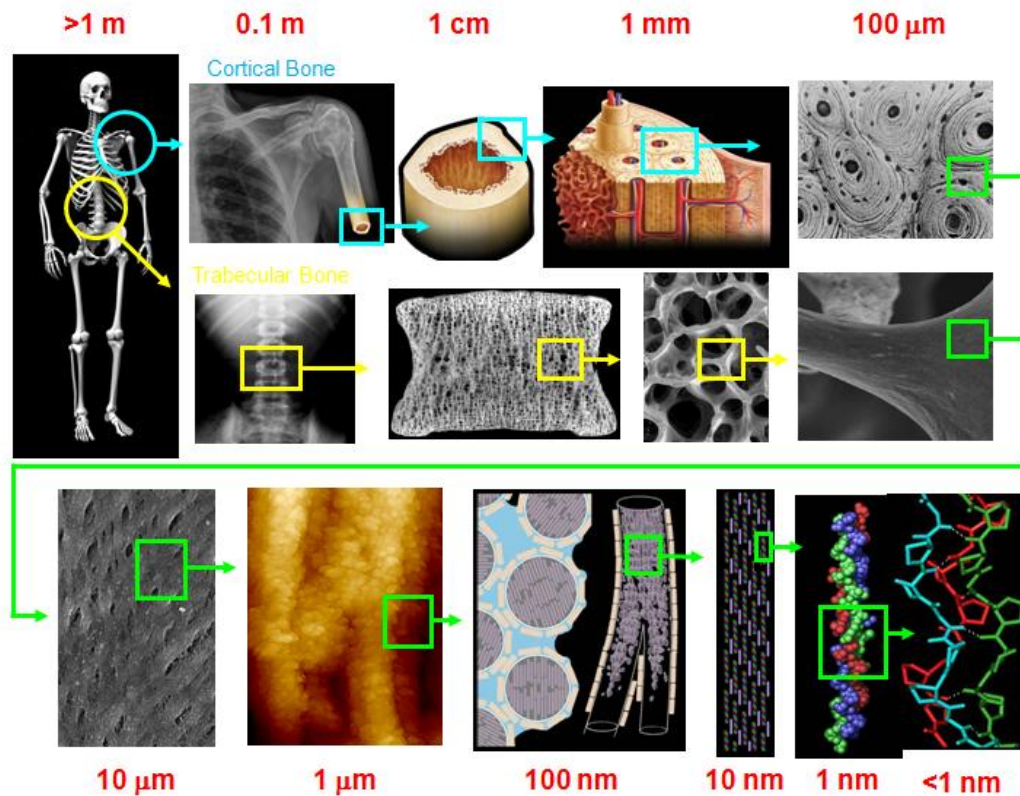 >1 m
0.1 m
1 cm
1 mm
100 μm
Cortical Bone
Trabecular Bone
10 μm
1 μm
100 nm
10 nm
1 nm
<1 nm